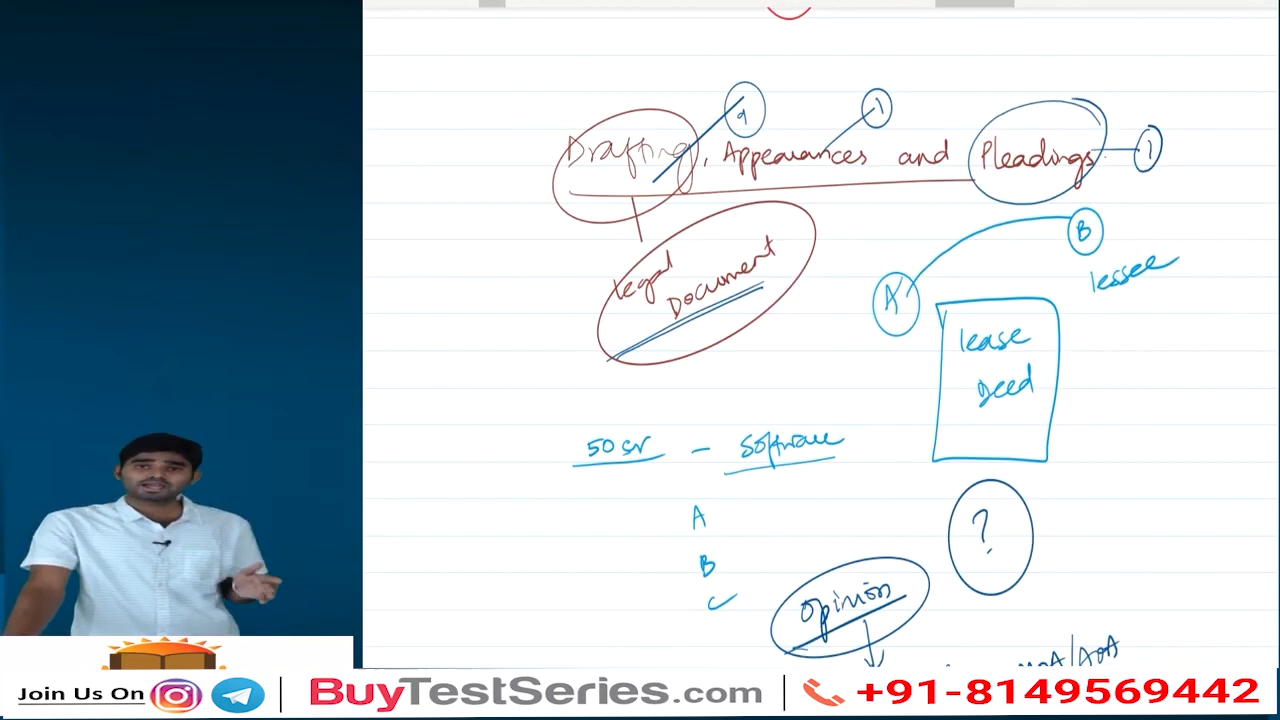 9
1
Drafting, Appearances and Pleadings
1
B
lessee
Legal
Document
A
lease
deed
50 cr - Software
A
B
C
?
opinion
MOA/AOA
Join Us On
BuyTestSeries.com
+91-8149569442